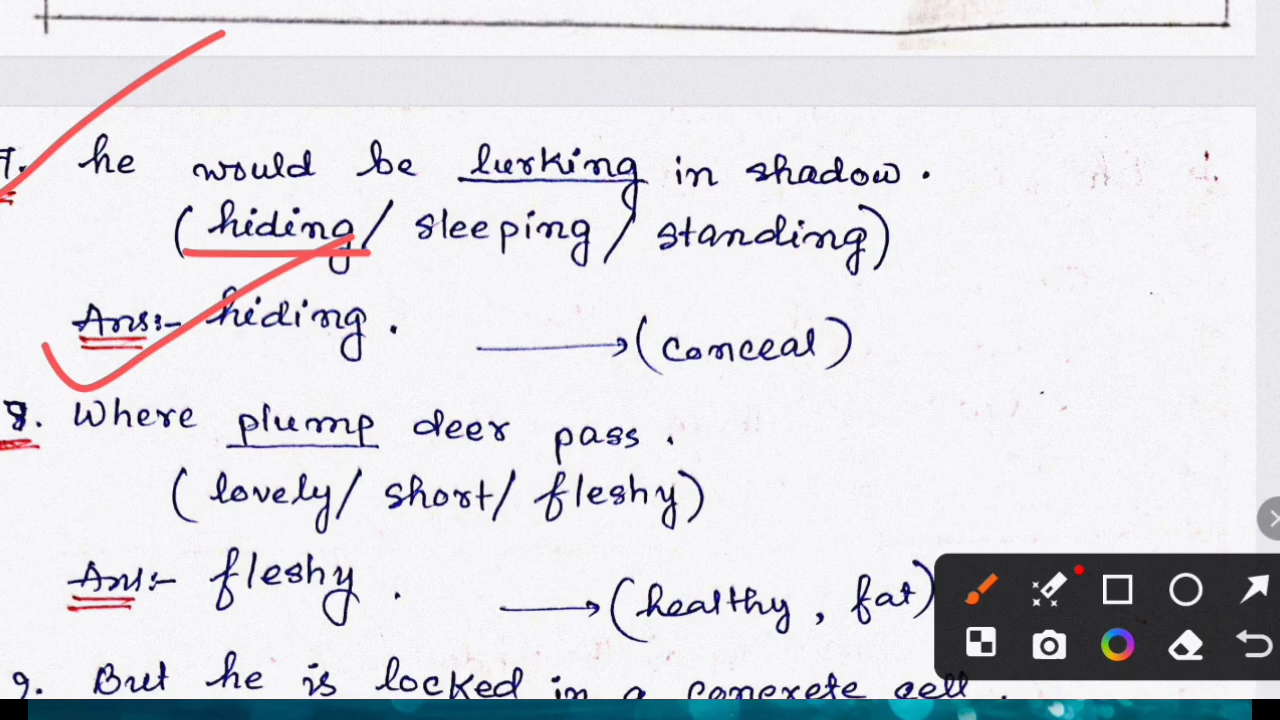 7. he would be lurking in shadow.
(hiding/ sleeping/ standing)
Ans:- hiding. → (conceal)
8. Where plump deer pass.
(lovely/ short/ fleshy)
Ans:- fleshy. → (healthy, fat)
9. But he is locked in a concrete cell.